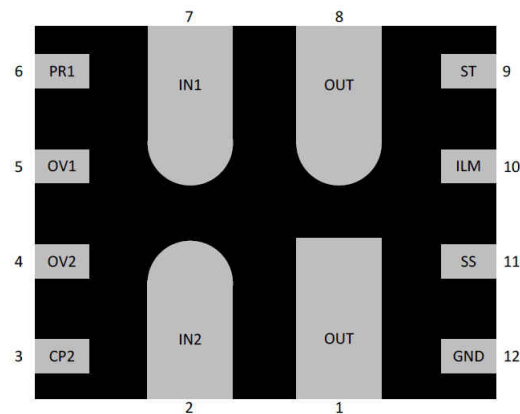 7 8
6 PR1 IN1 OUT ST 9
5 OV1 ILM 10
4 OV2 SS 11
IN2 OUT
3 CP2 GND 12
2 1